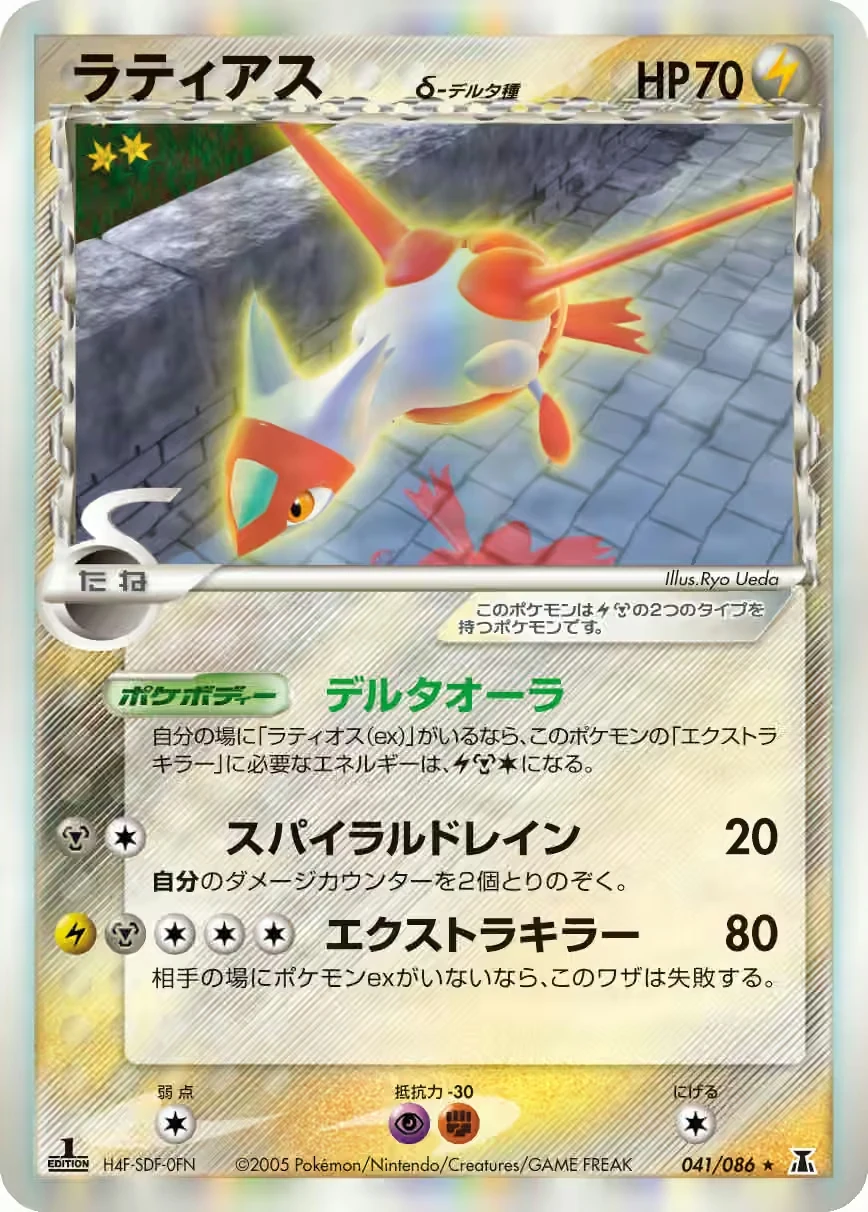 ラティアス δ-デルタ種 HP70
δ
たね
Illus.Ryo Ueda
このポケモンは の2つのタイプを
持つポケモンです。
ポケボディー デルタオーラ
自分の場に「ラティオス(ex)」がいるなら、このポケモンの「エクストラ
キラー」に必要なエネルギーは、 になる。
スパイラルドレイン 20
自分のダメージカウンターを2個とりのぞく。
エクストラキラー 80
相手の場にポケモンexがいないなら、このワザは失敗する。
弱点 抵抗力 -30 にげる
1 EDITION H4F-SDF-0FN ©2005 Pokémon/Nintendo/Creatures/GAME FREAK 041/086 ★